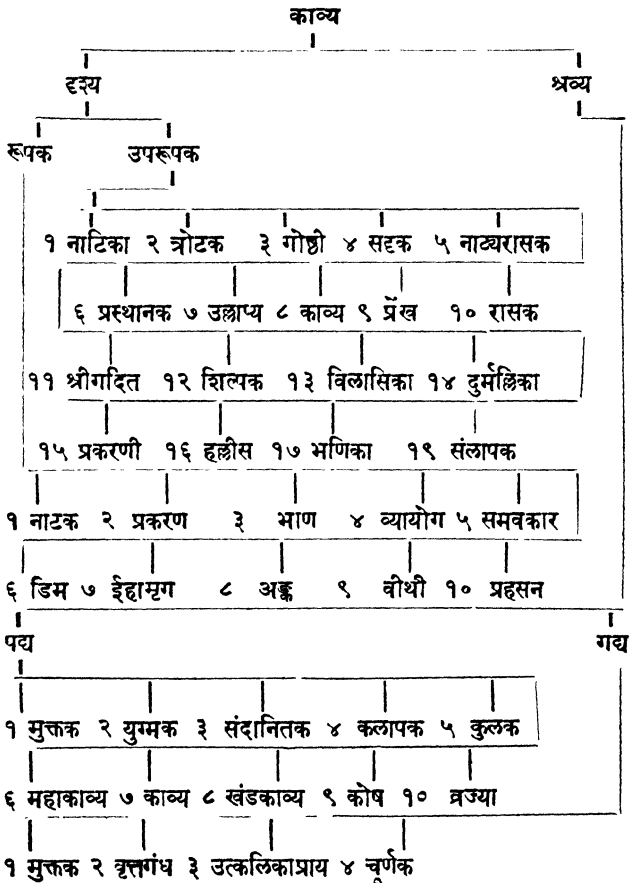 काव्य
दृश्य श्रव्य
रूपक उपरूपक
१ नाटिका २ त्रोटक ३ गोष्ठी ४ सट्टक ५ नाट्यरासक
६ प्रस्थानक ७ उल्लाप्य ८ काव्य ९ प्रेंख १० रासक
११ श्रीगदित १२ शिल्पक १३ विलासिका १४ दुर्मल्लिका
१५ प्रकरणी १६ हल्लीस १७ भणिका १९ संलापक
१ नाटक २ प्रकरण ३ भाण ४ व्यायोग ५ समवकार
६ डिम ७ ईहामृग ८ अङ्क ९ वीथी १० प्रहसन
पद्य गद्य
१ मुक्तक २ युग्मक ३ संदानितक ४ कलापक ५ कुलक
६ महाकाव्य ७ काव्य ८ खंडकाव्य ९ कोष १० व्रज्या
१ मुक्तक २ वृत्तगंध ३ उत्कलिकाप्राय ४ चूर्णक